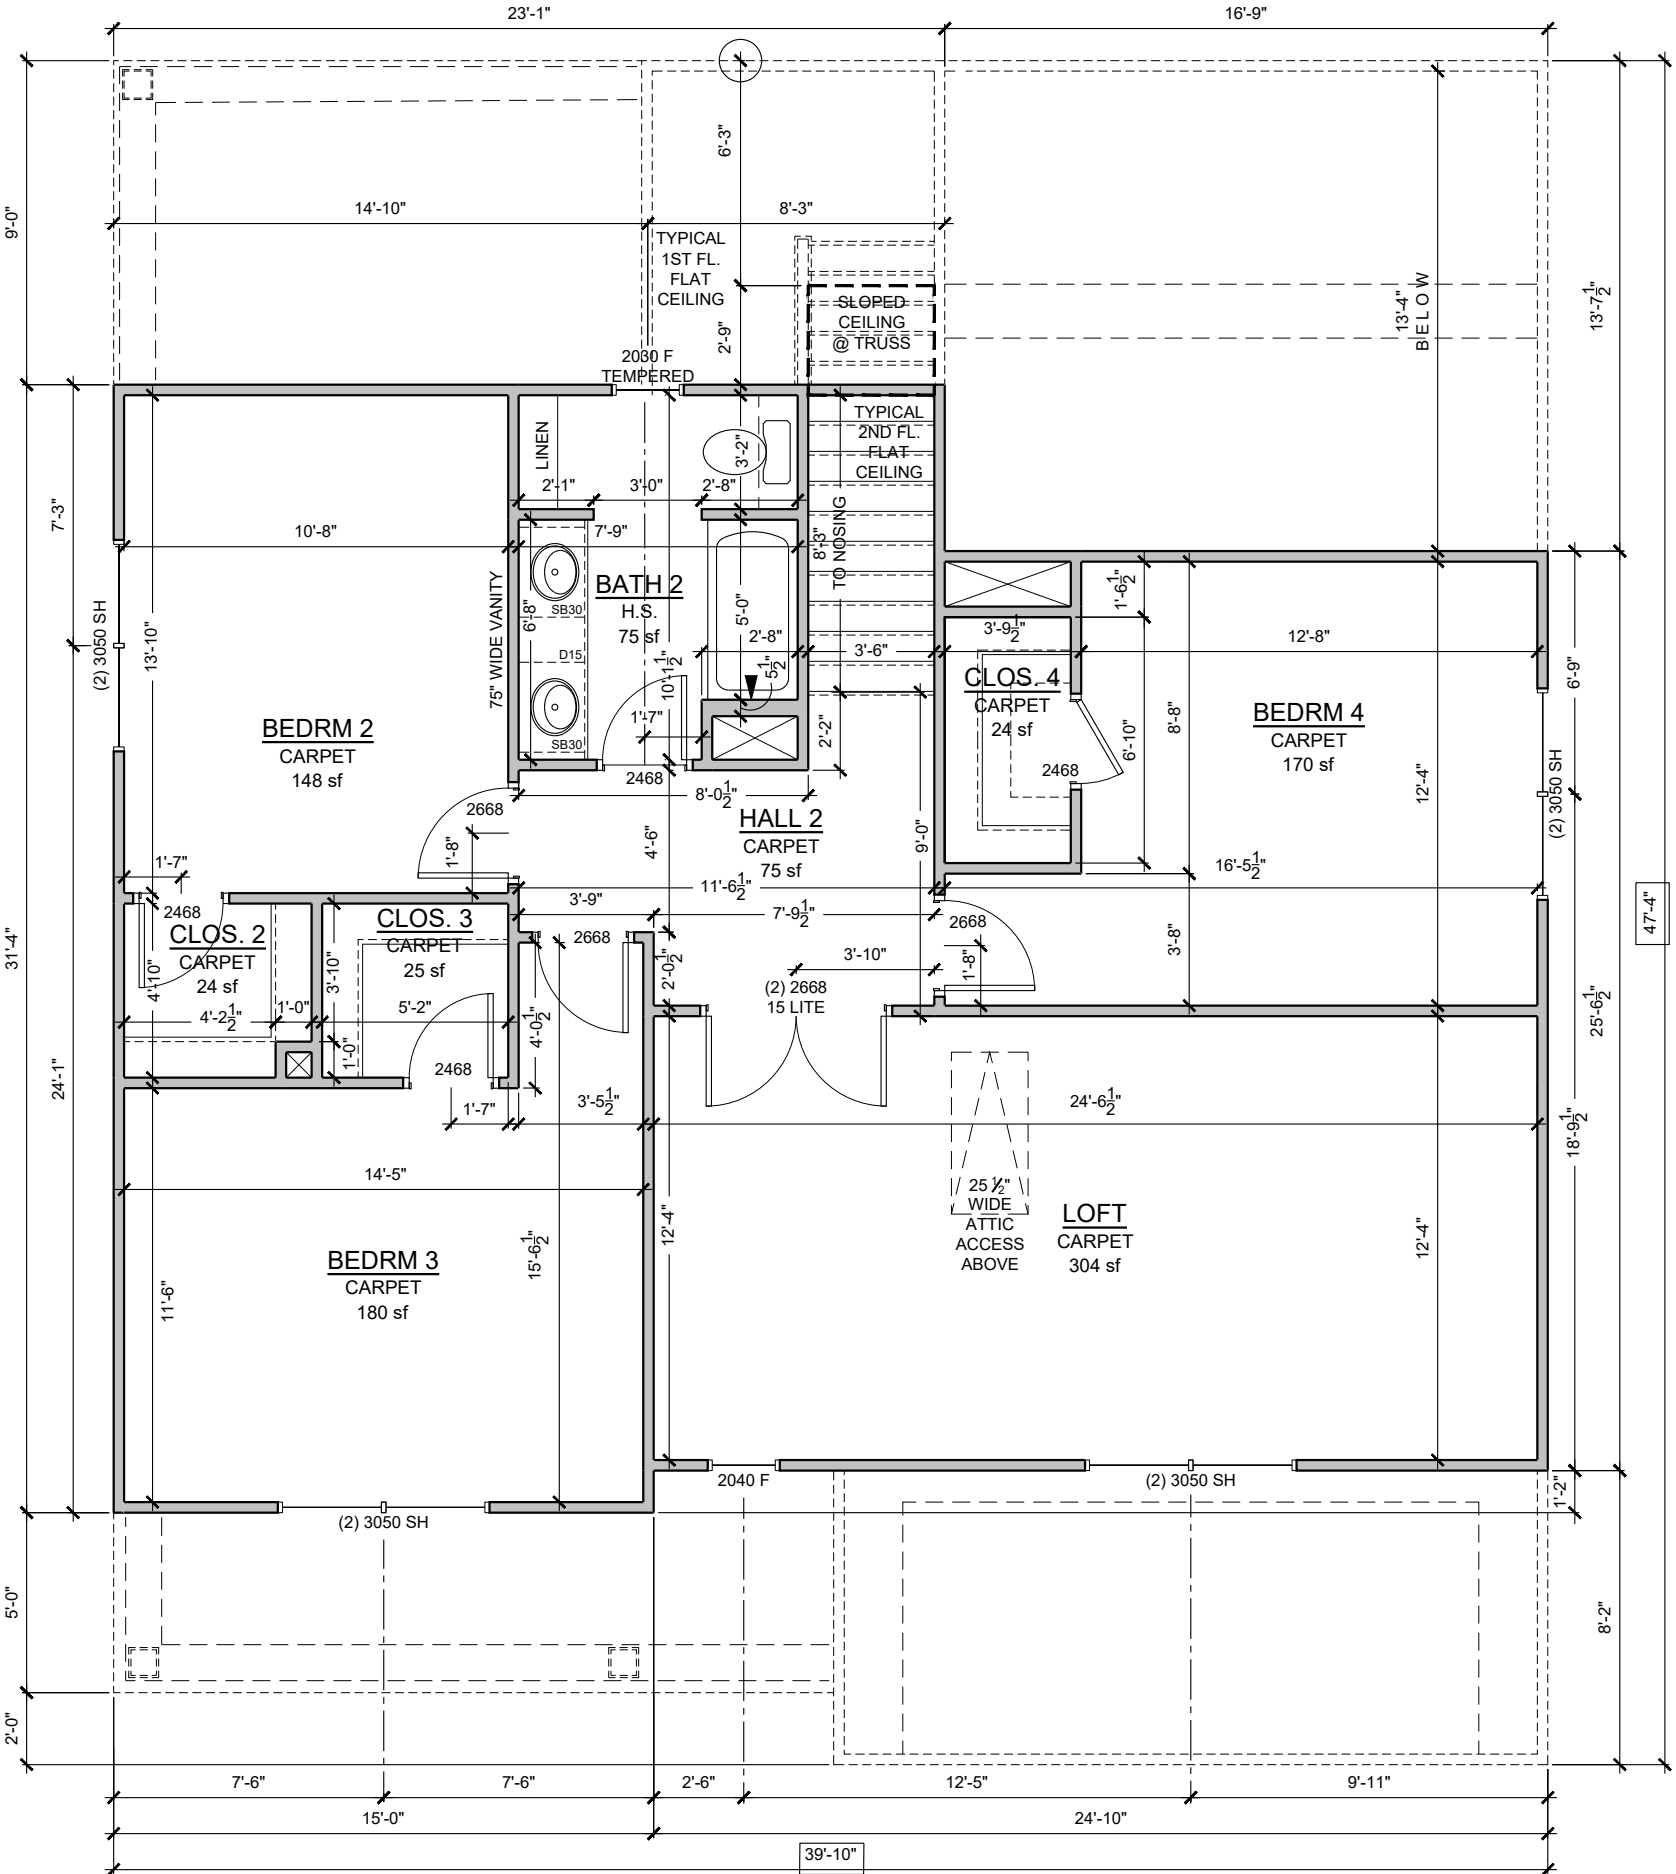 23'-1"
16'-9"
6'-3"
9'-0"
14'-10"
8'-3"
TYPICAL
1ST FL.
FLAT
CEILING
SLOPED
CEILING
@ TRUSS
13'-4"
BELOW
13'-7 1/2"
2'-9"
2030 F
TEMPERED
TYPICAL
2ND FL.
FLAT
CEILING
LINEN
3'-2"
2'-1"
3'-0"
2'-8"
7'-3"
10'-8"
7'-9"
8'-3"
TO NOSING
1'-6 1/2"
(2) 3050 SH
13'-10"
75" WIDE VANITY
6'-8"
BATH 2
H.S.
75 sf
SB30
D15
SB30
5'-0"
2'-8"
5 1/2"
10'-1 1/2"
1'-7"
3'-6"
3'-9 1/2"
12'-8"
6'-9"
CLOS. 4
CARPET
24 sf
BEDRM 4
CARPET
170 sf
6'-10"
8'-8"
2468
12'-4"
(2) 3050 SH
BEDRM 2
CARPET
148 sf
2'-2"
2468
8'-0 1/2"
2668
HALL 2
CARPET
75 sf
4'-6"
9'-0"
1'-8"
1'-7"
16'-5 1/2"
11'-6 1/2"
3'-9"
7'-9 1/2"
2468
CLOS. 2
CARPET
24 sf
CLOS. 3
CARPET
25 sf
2668
2668
3'-8"
47'-4"
31'-4"
4'-10"
3'-10"
2'-0 1/2"
3'-10"
1'-8"
(2) 2668
15 LITE
4'-2 1/2"
1'-0"
5'-2"
4'-0 1/2"
25'-6 1/2"
1'-0"
2468
24'-1"
1'-7"
3'-5 1/2"
24'-6 1/2"
18'-9 1/2"
14'-5"
25 1/2"
WIDE
ATTIC
ACCESS
ABOVE
LOFT
CARPET
304 sf
12'-4"
12'-4"
15'-6 1/2"
BEDRM 3
CARPET
180 sf
11'-6"
2040 F
(2) 3050 SH
1'-2"
(2) 3050 SH
5'-0"
8'-2"
2'-0"
7'-6"
7'-6"
2'-6"
12'-5"
9'-11"
15'-0"
24'-10"
39'-10"